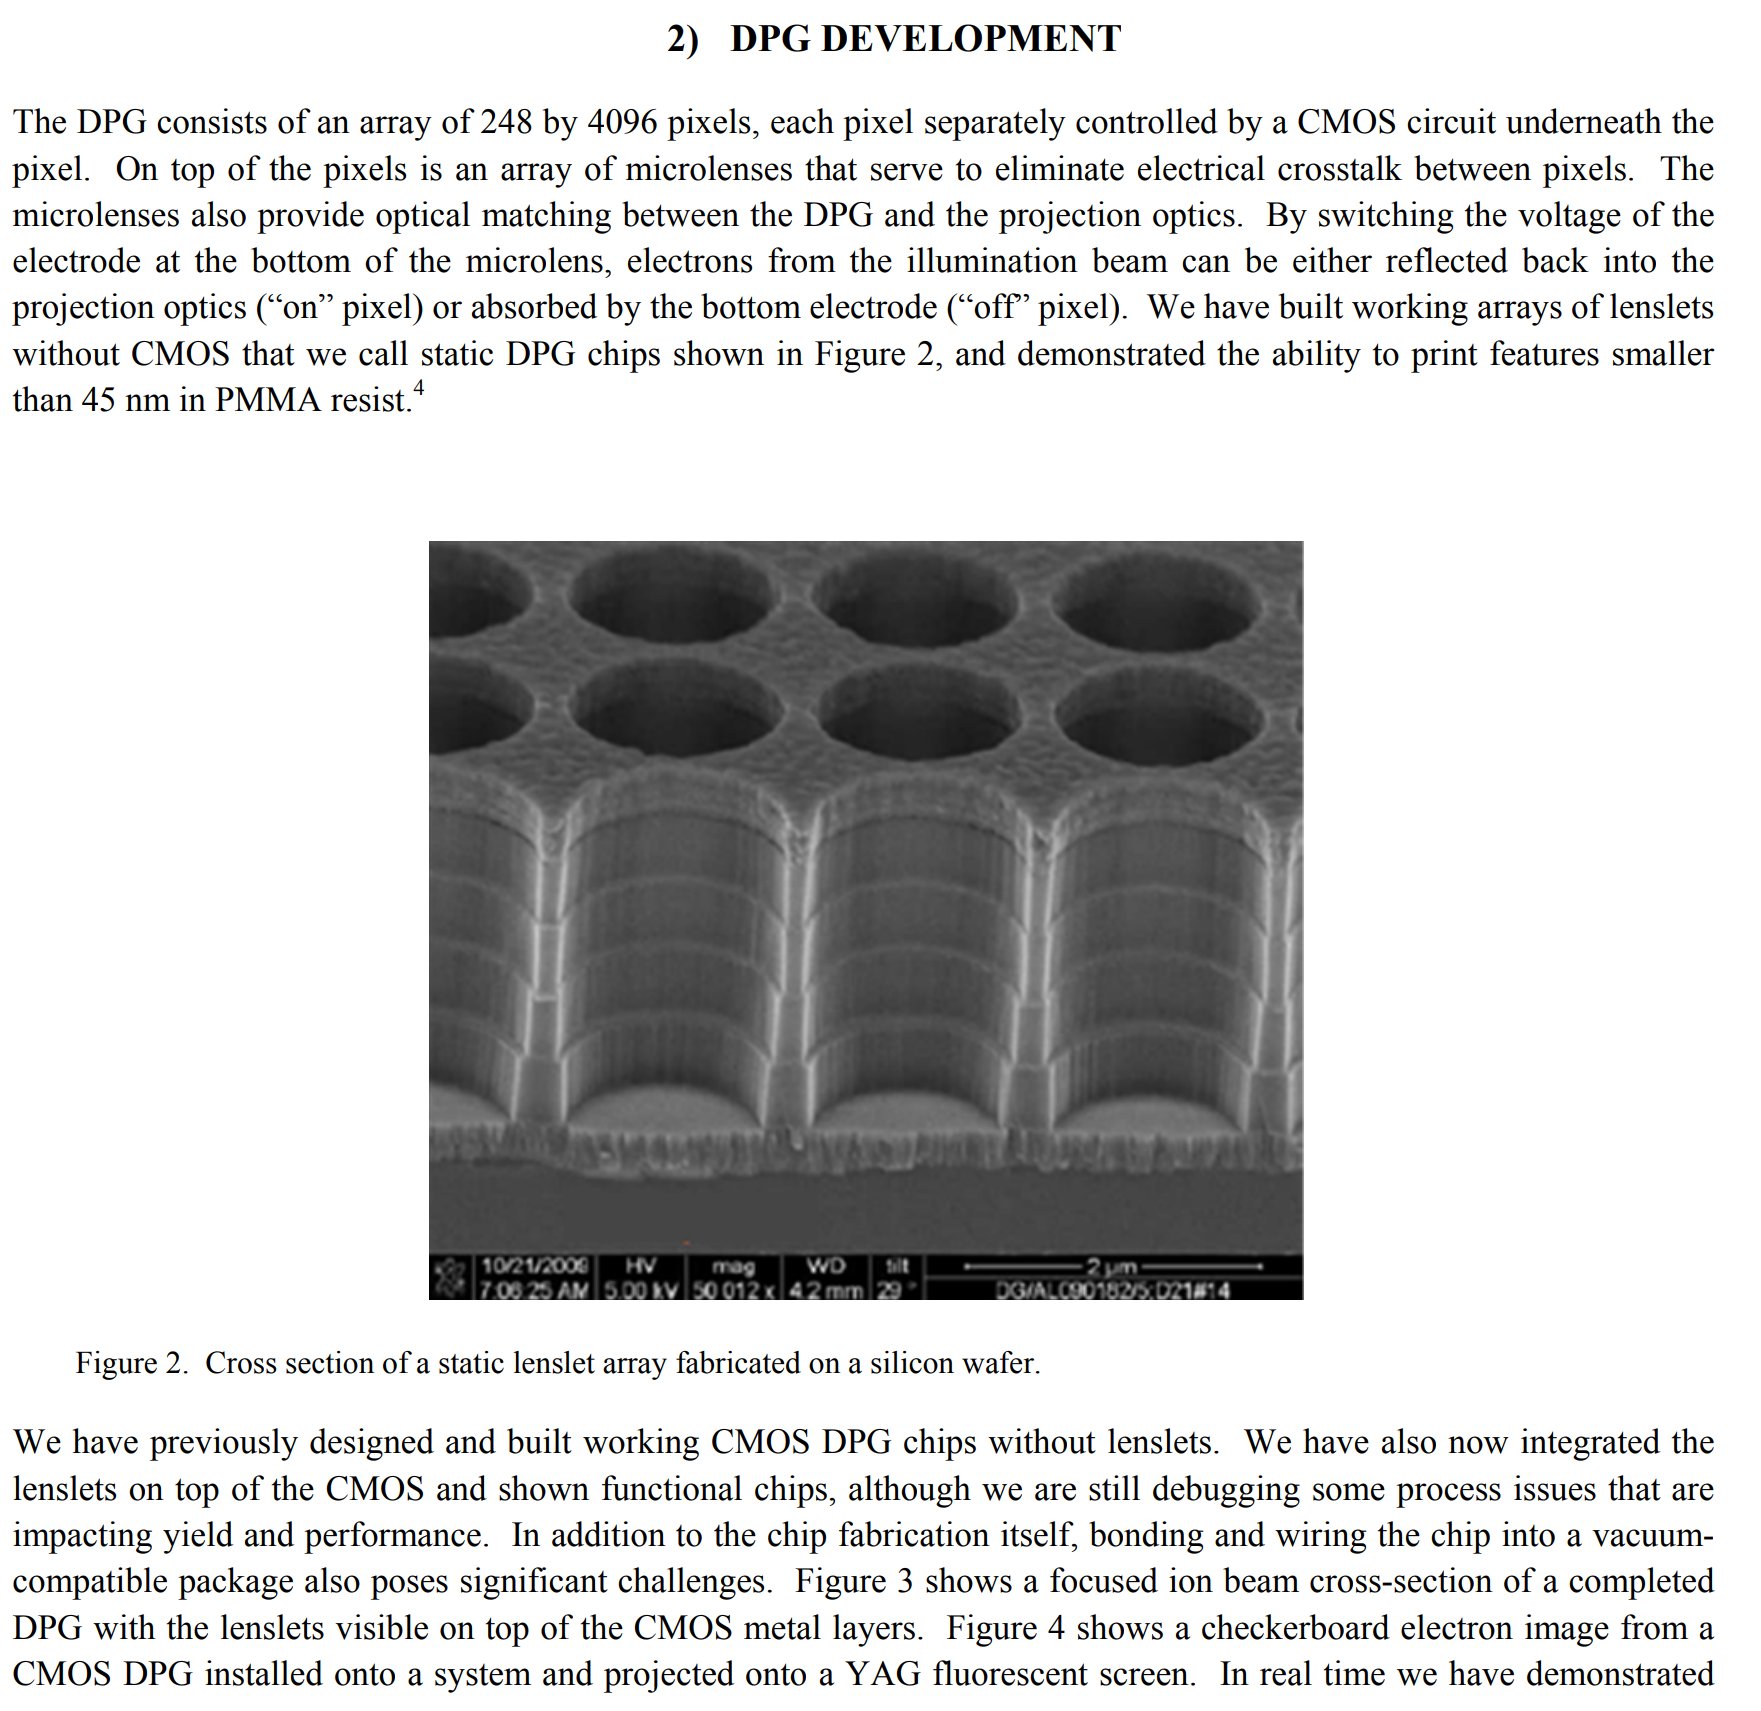 2) DPG DEVELOPMENT
The DPG consists of an array of 248 by 4096 pixels, each pixel separately controlled by a CMOS circuit underneath the
pixel. On top of the pixels is an array of microlenses that serve to eliminate electrical crosstalk between pixels. The
microlenses also provide optical matching between the DPG and the projection optics. By switching the voltage of the
electrode at the bottom of the microlens, electrons from the illumination beam can be either reflected back into the
projection optics (“on” pixel) or absorbed by the bottom electrode (“off” pixel). We have built working arrays of lenslets
without CMOS that we call static DPG chips shown in Figure 2, and demonstrated the ability to print features smaller
than 45 nm in PMMA resist.4
10/21/2009 HV mag WD tilt 2 µm
7:06:25 AM 5.00 kV 50 012 x 4.2 mm 29 °
Figure 2. Cross section of a static lenslet array fabricated on a silicon wafer.
We have previously designed and built working CMOS DPG chips without lenslets. We have also now integrated the
lenslets on top of the CMOS and shown functional chips, although we are still debugging some process issues that are
impacting yield and performance. In addition to the chip fabrication itself, bonding and wiring the chip into a vacuum-
compatible package also poses significant challenges. Figure 3 shows a focused ion beam cross-section of a completed
DPG with the lenslets visible on top of the CMOS metal layers. Figure 4 shows a checkerboard electron image from a
CMOS DPG installed onto a system and projected onto a YAG fluorescent screen. In real time we have demonstrated